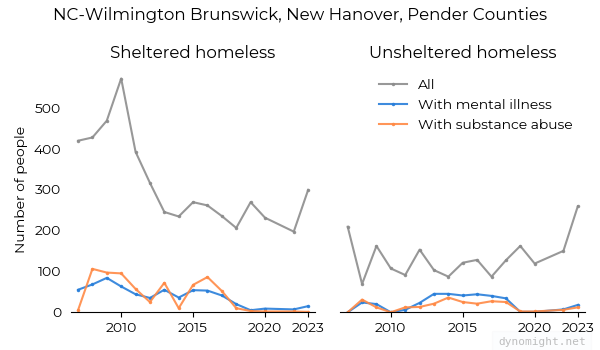 NC-Wilmington Brunswick, New Hanover, Pender Counties
Sheltered homeless
Unsheltered homeless
All
With mental illness
With substance abuse
Number of people
500
400
300
200
100
0
2010
2015
2020
2023
2010
2015
2020
2023
dynomight.net